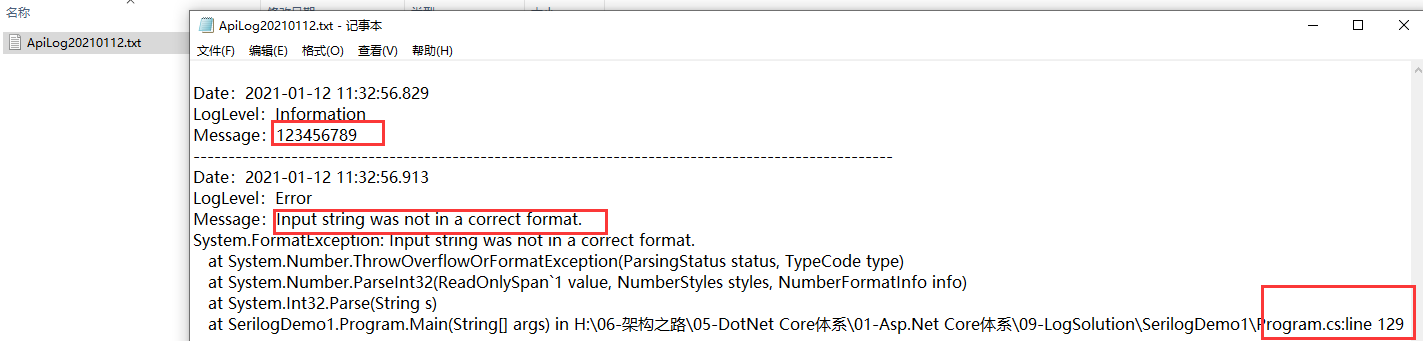 名称
ApiLog20210112.txt
ApiLog20210112.txt - 记事本
文件(F) 编辑(E) 格式(O) 查看(V) 帮助(H)
Date：2021-01-12 11:32:56.829
LogLevel：Information
Message：123456789
----------------------------------------------------------------------------------------------------
Date：2021-01-12 11:32:56.913
LogLevel：Error
Message：Input string was not in a correct format.
System.FormatException: Input string was not in a correct format.
at System.Number.ThrowOverflowOrFormatException(ParsingStatus status, TypeCode type)
at System.Number.ParseInt32(ReadOnlySpan`1 value, NumberStyles styles, NumberFormatInfo info)
at System.Int32.Parse(String s)
at SerilogDemo1.Program.Main(String[] args) in H:\06-架构之路\05-DotNet Core体系\01-Asp.Net Core体系\09-LogSolution\SerilogDemo1\Program.cs:line 129